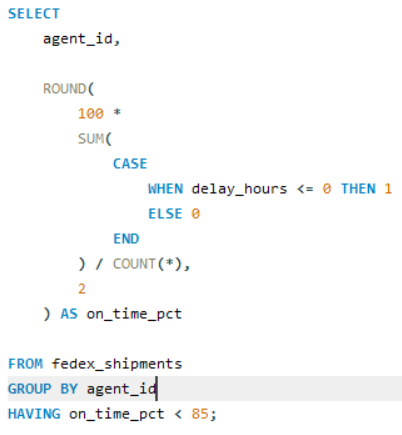 SELECT
    agent_id,
    ROUND(
        100 *
        SUM(
            CASE
                WHEN delay_hours <= 0 THEN 1
                ELSE 0
            END
        ) / COUNT(*),
        2
    ) AS on_time_pct
FROM fedex_shipments
GROUP BY agent_id
HAVING on_time_pct < 85;